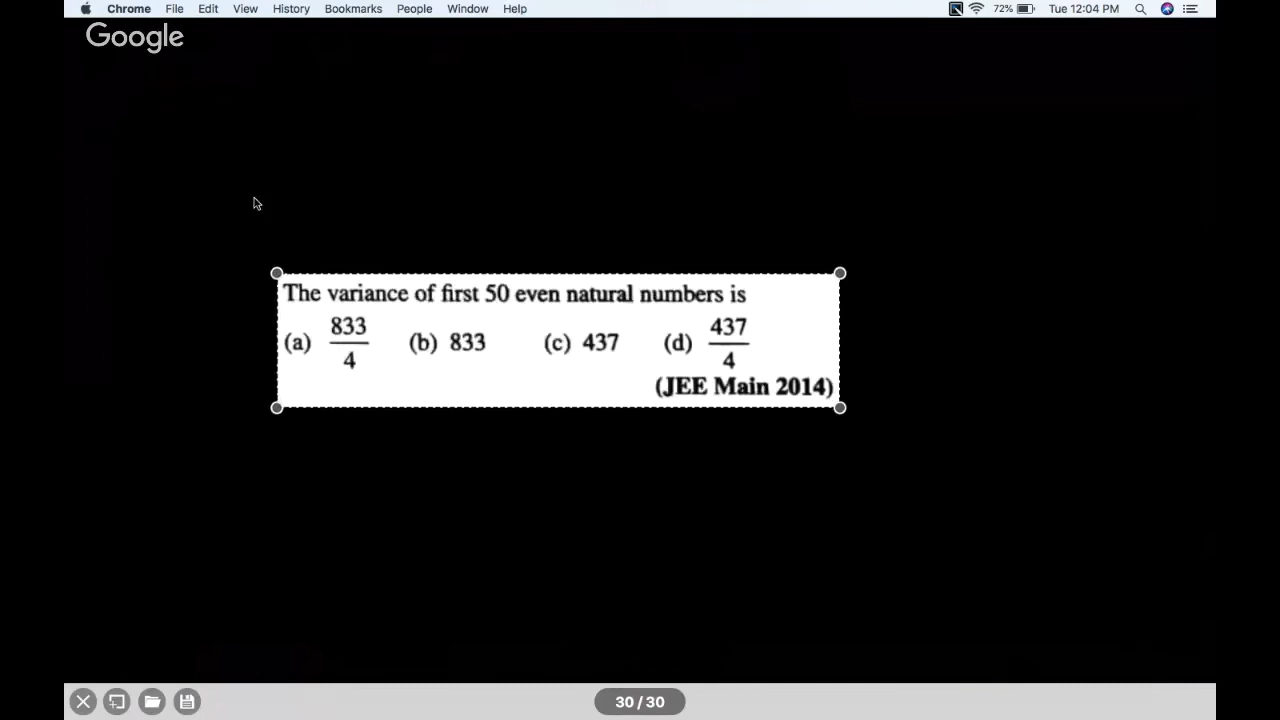 Chrome File Edit View History Bookmarks People Window Help 72% Tue 12:04 PM
Google
The variance of first 50 even natural numbers is
(a) 833/4 (b) 833 (c) 437 (d) 437/4
(JEE Main 2014)
30 / 30